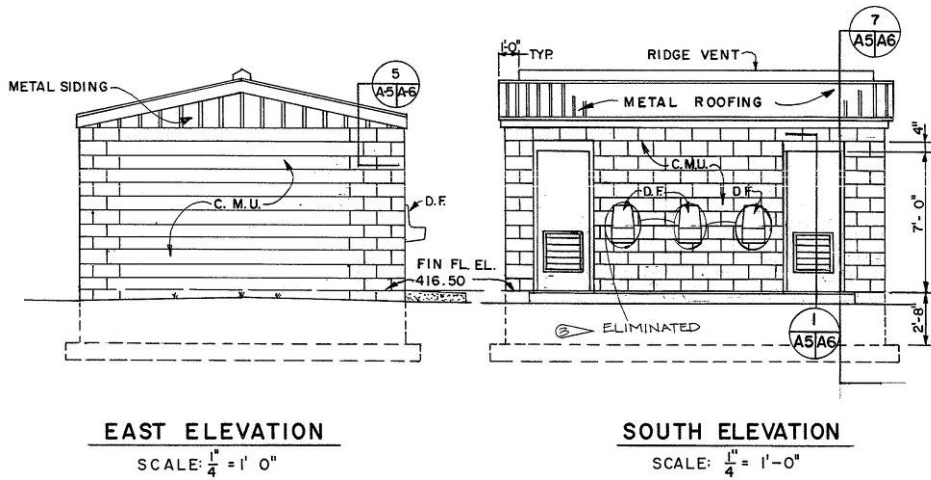 METAL SIDING
5
A-5 A-6
C. M. U.
D.F.
FIN FL. EL.
416.50
EAST ELEVATION
SCALE: 1"/4 = 1' 0"
1'-0" TYP.
RIDGE VENT
7
A5 A6
METAL ROOFING
C.M.U.
D.F.
D.F.
4"
7'-0"
2'-8"
3 ELIMINATED
1
A5 A6
SOUTH ELEVATION
SCALE: 1"/4 = 1'-0"